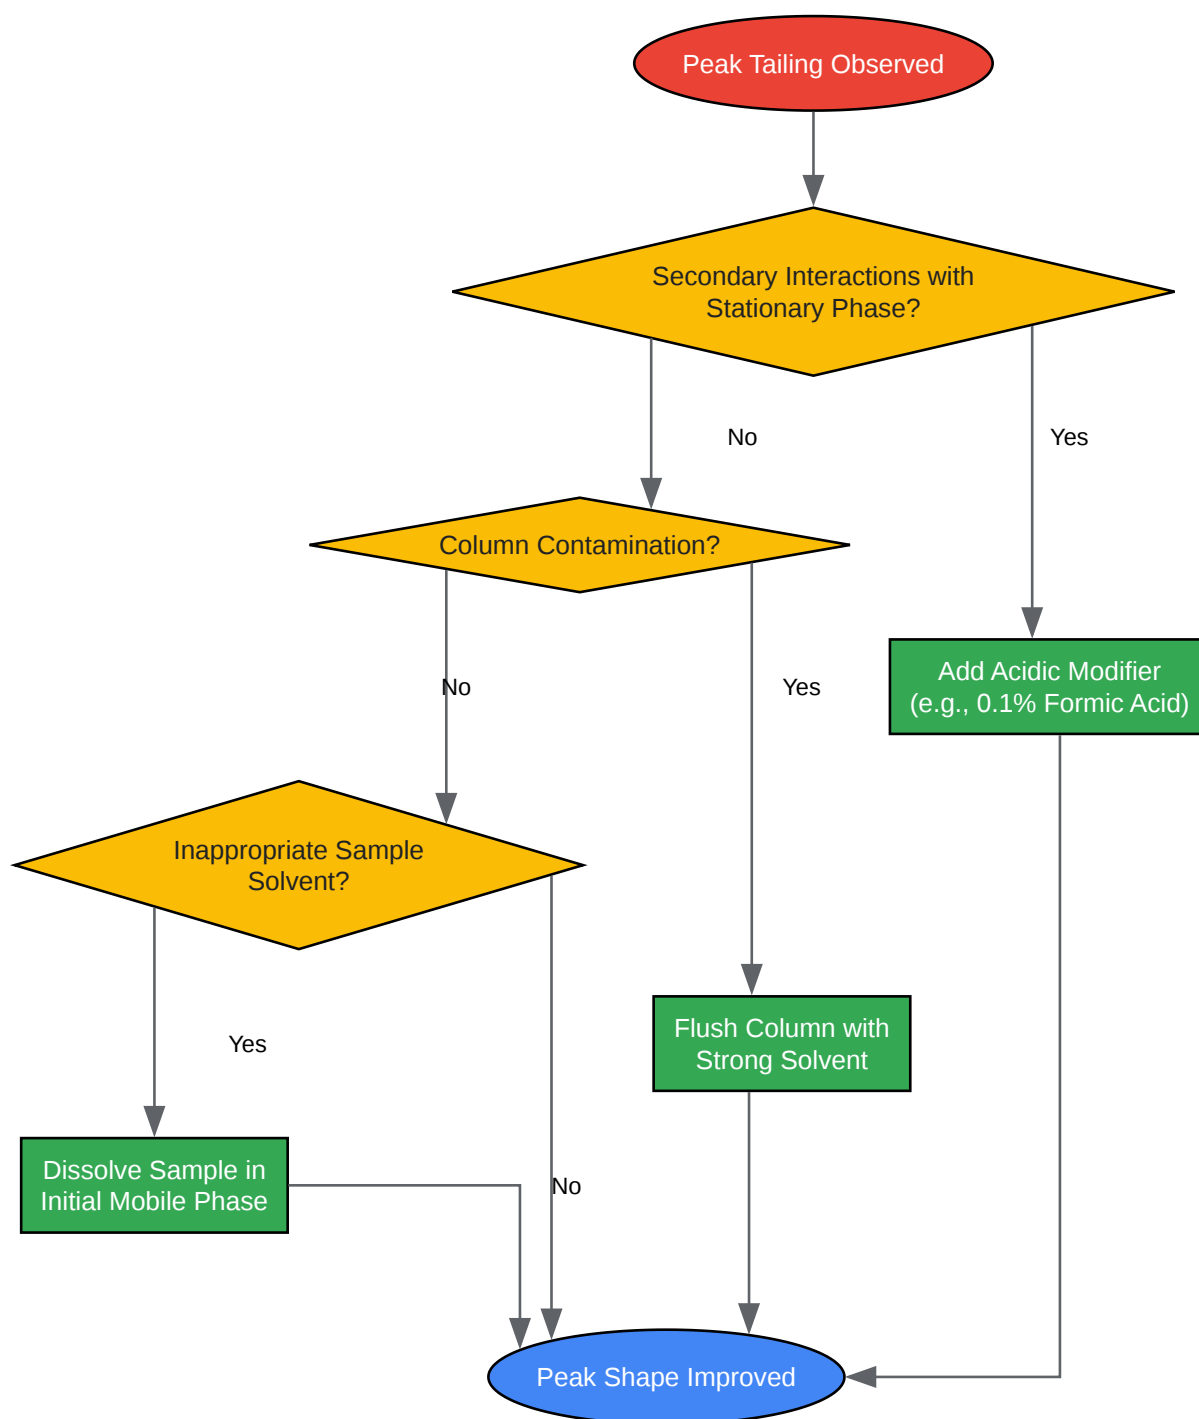 Peak Tailing Observed
Secondary Interactions with
Stationary Phase?
No
Yes
Column Contamination?
No
Yes
Add Acidic Modifier
(e.g., 0.1% Formic Acid)
Inappropriate Sample
Solvent?
Yes
Flush Column with
Strong Solvent
Dissolve Sample in
Initial Mobile Phase
No
Peak Shape Improved